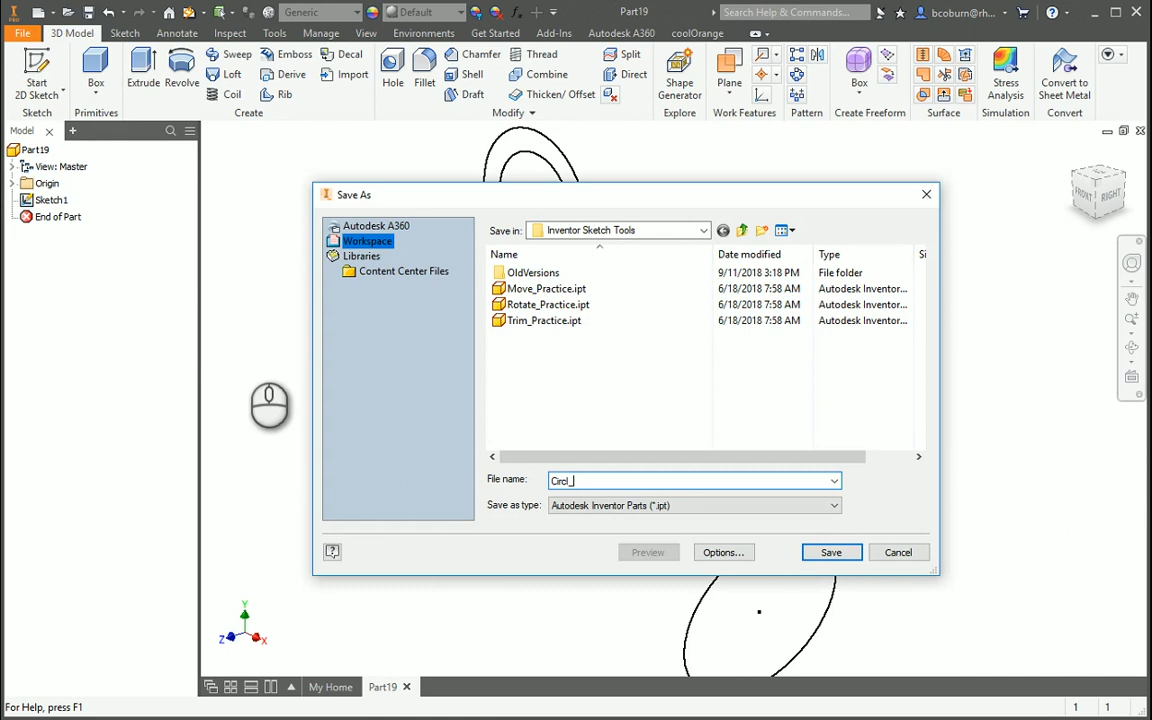 PRO
Generic
Default
Part19
Search Help & Commands...
bcoburn@rh...
File
3D Model
Sketch
Annotate
Inspect
Tools
Manage
View
Environments
Get Started
Add-Ins
Autodesk A360
coolOrange
Start
2D Sketch
Sketch
Box
Primitives
Extrude
Revolve
Sweep
Emboss
Decal
Loft
Derive
Import
Coil
Rib
Create
Hole
Fillet
Chamfer
Thread
Split
Shell
Combine
Direct
Draft
Thicken/ Offset
Modify
Shape
Generator
Explore
Plane
Work Features
Pattern
Box
Create Freeform
Surface
Stress
Analysis
Simulation
Convert to
Sheet Metal
Convert
Model
Part19
View: Master
Origin
Sketch1
End of Part
FRONT
RIGHT
Save As
Autodesk A360
Workspace
Libraries
Content Center Files
Save in:
Inventor Sketch Tools
Name
Date modified
Type
Si
OldVersions
9/11/2018 3:18 PM
File folder
Move_Practice.ipt
6/18/2018 7:58 AM
Autodesk Inventor...
Rotate_Practice.ipt
6/18/2018 7:58 AM
Autodesk Inventor...
Trim_Practice.ipt
6/18/2018 7:58 AM
Autodesk Inventor...
File name:
Circl_
Save as type:
Autodesk Inventor Parts (*.ipt)
Preview
Options...
Save
Cancel
Y
Z
X
My Home
Part19
For Help, press F1
1
1